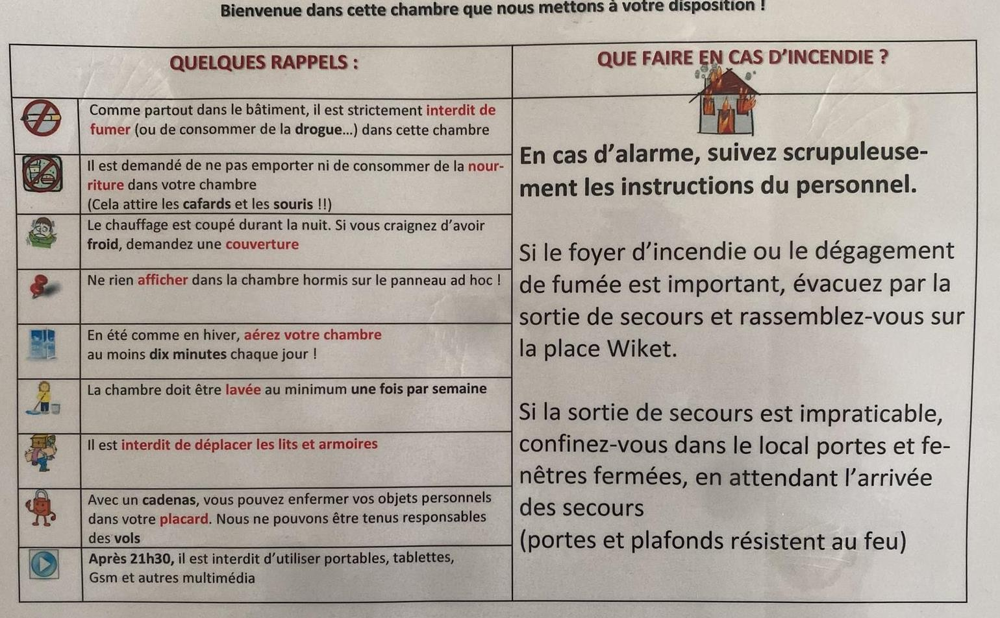 Bienvenue dans cette chambre que nous mettons à votre disposition !
QUELQUES RAPPELS :
Comme partout dans le bâtiment, il est strictement interdit de
fumer (ou de consommer de la drogue...) dans cette chambre
Il est demandé de ne pas emporter ni de consommer de la nour-
riture dans votre chambre
(Cela attire les cafards et les souris !!)
Le chauffage est coupé durant la nuit. Si vous craignez d’avoir
froid, demandez une couverture
Ne rien afficher dans la chambre hormis sur le panneau ad hoc !
En été comme en hiver, aérez votre chambre
au moins dix minutes chaque jour !
La chambre doit être lavée au minimum une fois par semaine
Il est interdit de déplacer les lits et armoires
Avec un cadenas, vous pouvez enfermer vos objets personnels
dans votre placard. Nous ne pouvons être tenus responsables
des vols
Après 21h30, il est interdit d’utiliser portables, tablettes,
Gsm et autres multimédia
QUE FAIRE EN CAS D’INCENDIE ?
En cas d’alarme, suivez scrupuleuse-
ment les instructions du personnel.
Si le foyer d’incendie ou le dégagement
de fumée est important, évacuez par la
sortie de secours et rassemblez-vous sur
la place Wiket.
Si la sortie de secours est impraticable,
confinez-vous dans le local portes et fe-
nêtres fermées, en attendant l’arrivée
des secours
(portes et plafonds résistent au feu)